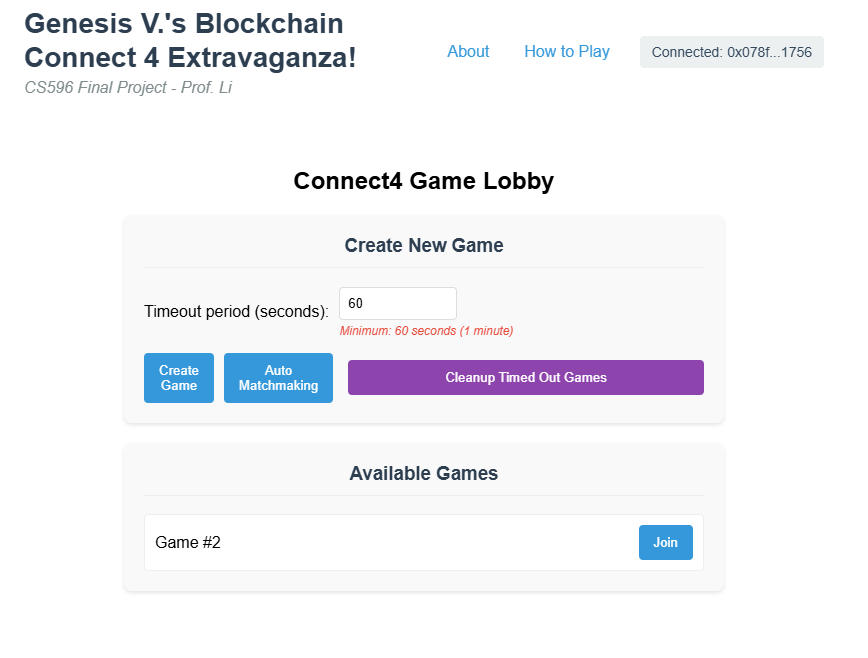 Genesis V.'s Blockchain
Connect 4 Extravaganza!
CS596 Final Project - Prof. Li
About
How to Play
Connected: 0x078f...1756
Connect4 Game Lobby
Create New Game
Timeout period (seconds):
60
Minimum: 60 seconds (1 minute)
Create
Game
Auto
Matchmaking
Cleanup Timed Out Games
Available Games
Game #2
Join